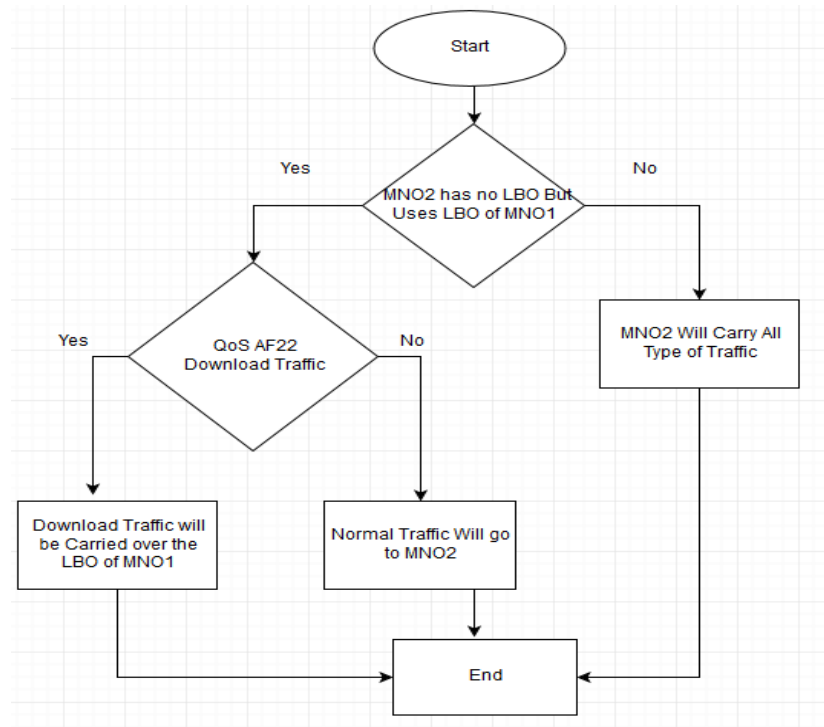 Start
Yes
No
MNO2 has no LBO But
Uses LBO of MNO1
Yes
QoS AF22
Download Traffic
No
MNO2 Will Carry All
Type of Traffic
Download Traffic will
be Carried over the
LBO of MNO1
Normal Traffic Will go
to MNO2
End